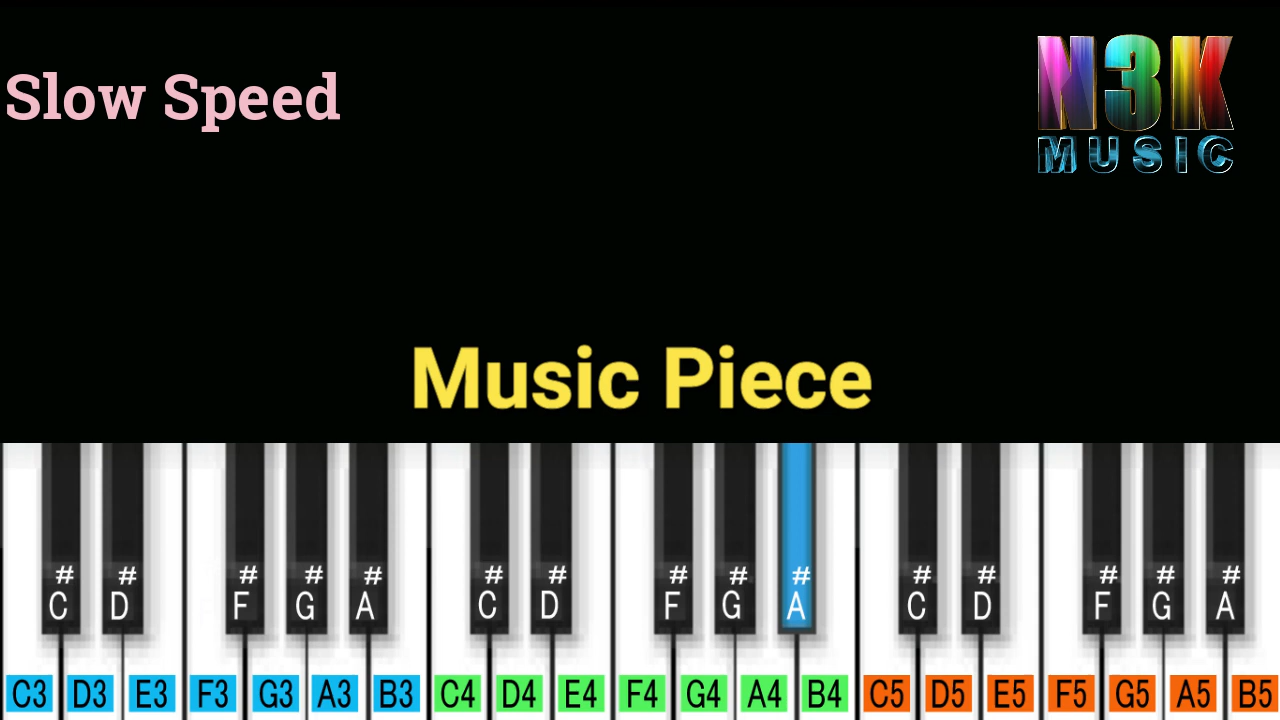 Slow Speed
N3K
MUSIC
Music Piece
# # # # # # # # # # # # # # #
C D F G A C D F G A C D F G A
C3 D3 E3 F3 G3 A3 B3 C4 D4 E4 F4 G4 A4 B4 C5 D5 E5 F5 G5 A5 B5